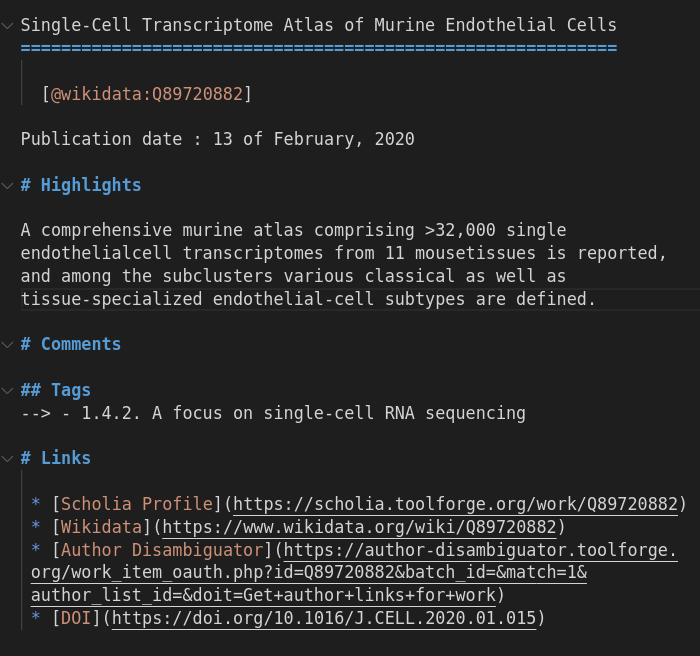 Single-Cell Transcriptome Atlas of Murine Endothelial Cells
===========================================================
[@wikidata:Q89720882]
Publication date : 13 of February, 2020
# Highlights
A comprehensive murine atlas comprising >32,000 single
endothelialcell transcriptomes from 11 mousetissues is reported,
and among the subclusters various classical as well as
tissue-specialized endothelial-cell subtypes are defined.
# Comments
## Tags
--> - 1.4.2. A focus on single-cell RNA sequencing
# Links
* [Scholia Profile](https://scholia.toolforge.org/work/Q89720882)
* [Wikidata](https://www.wikidata.org/wiki/Q89720882)
* [Author Disambiguator](https://author-disambiguator.toolforge.
org/work_item_oauth.php?id=Q89720882&batch_id=&match=1&
author_list_id=&doit=Get+author+links+for+work)
* [DOI](https://doi.org/10.1016/J.CELL.2020.01.015)